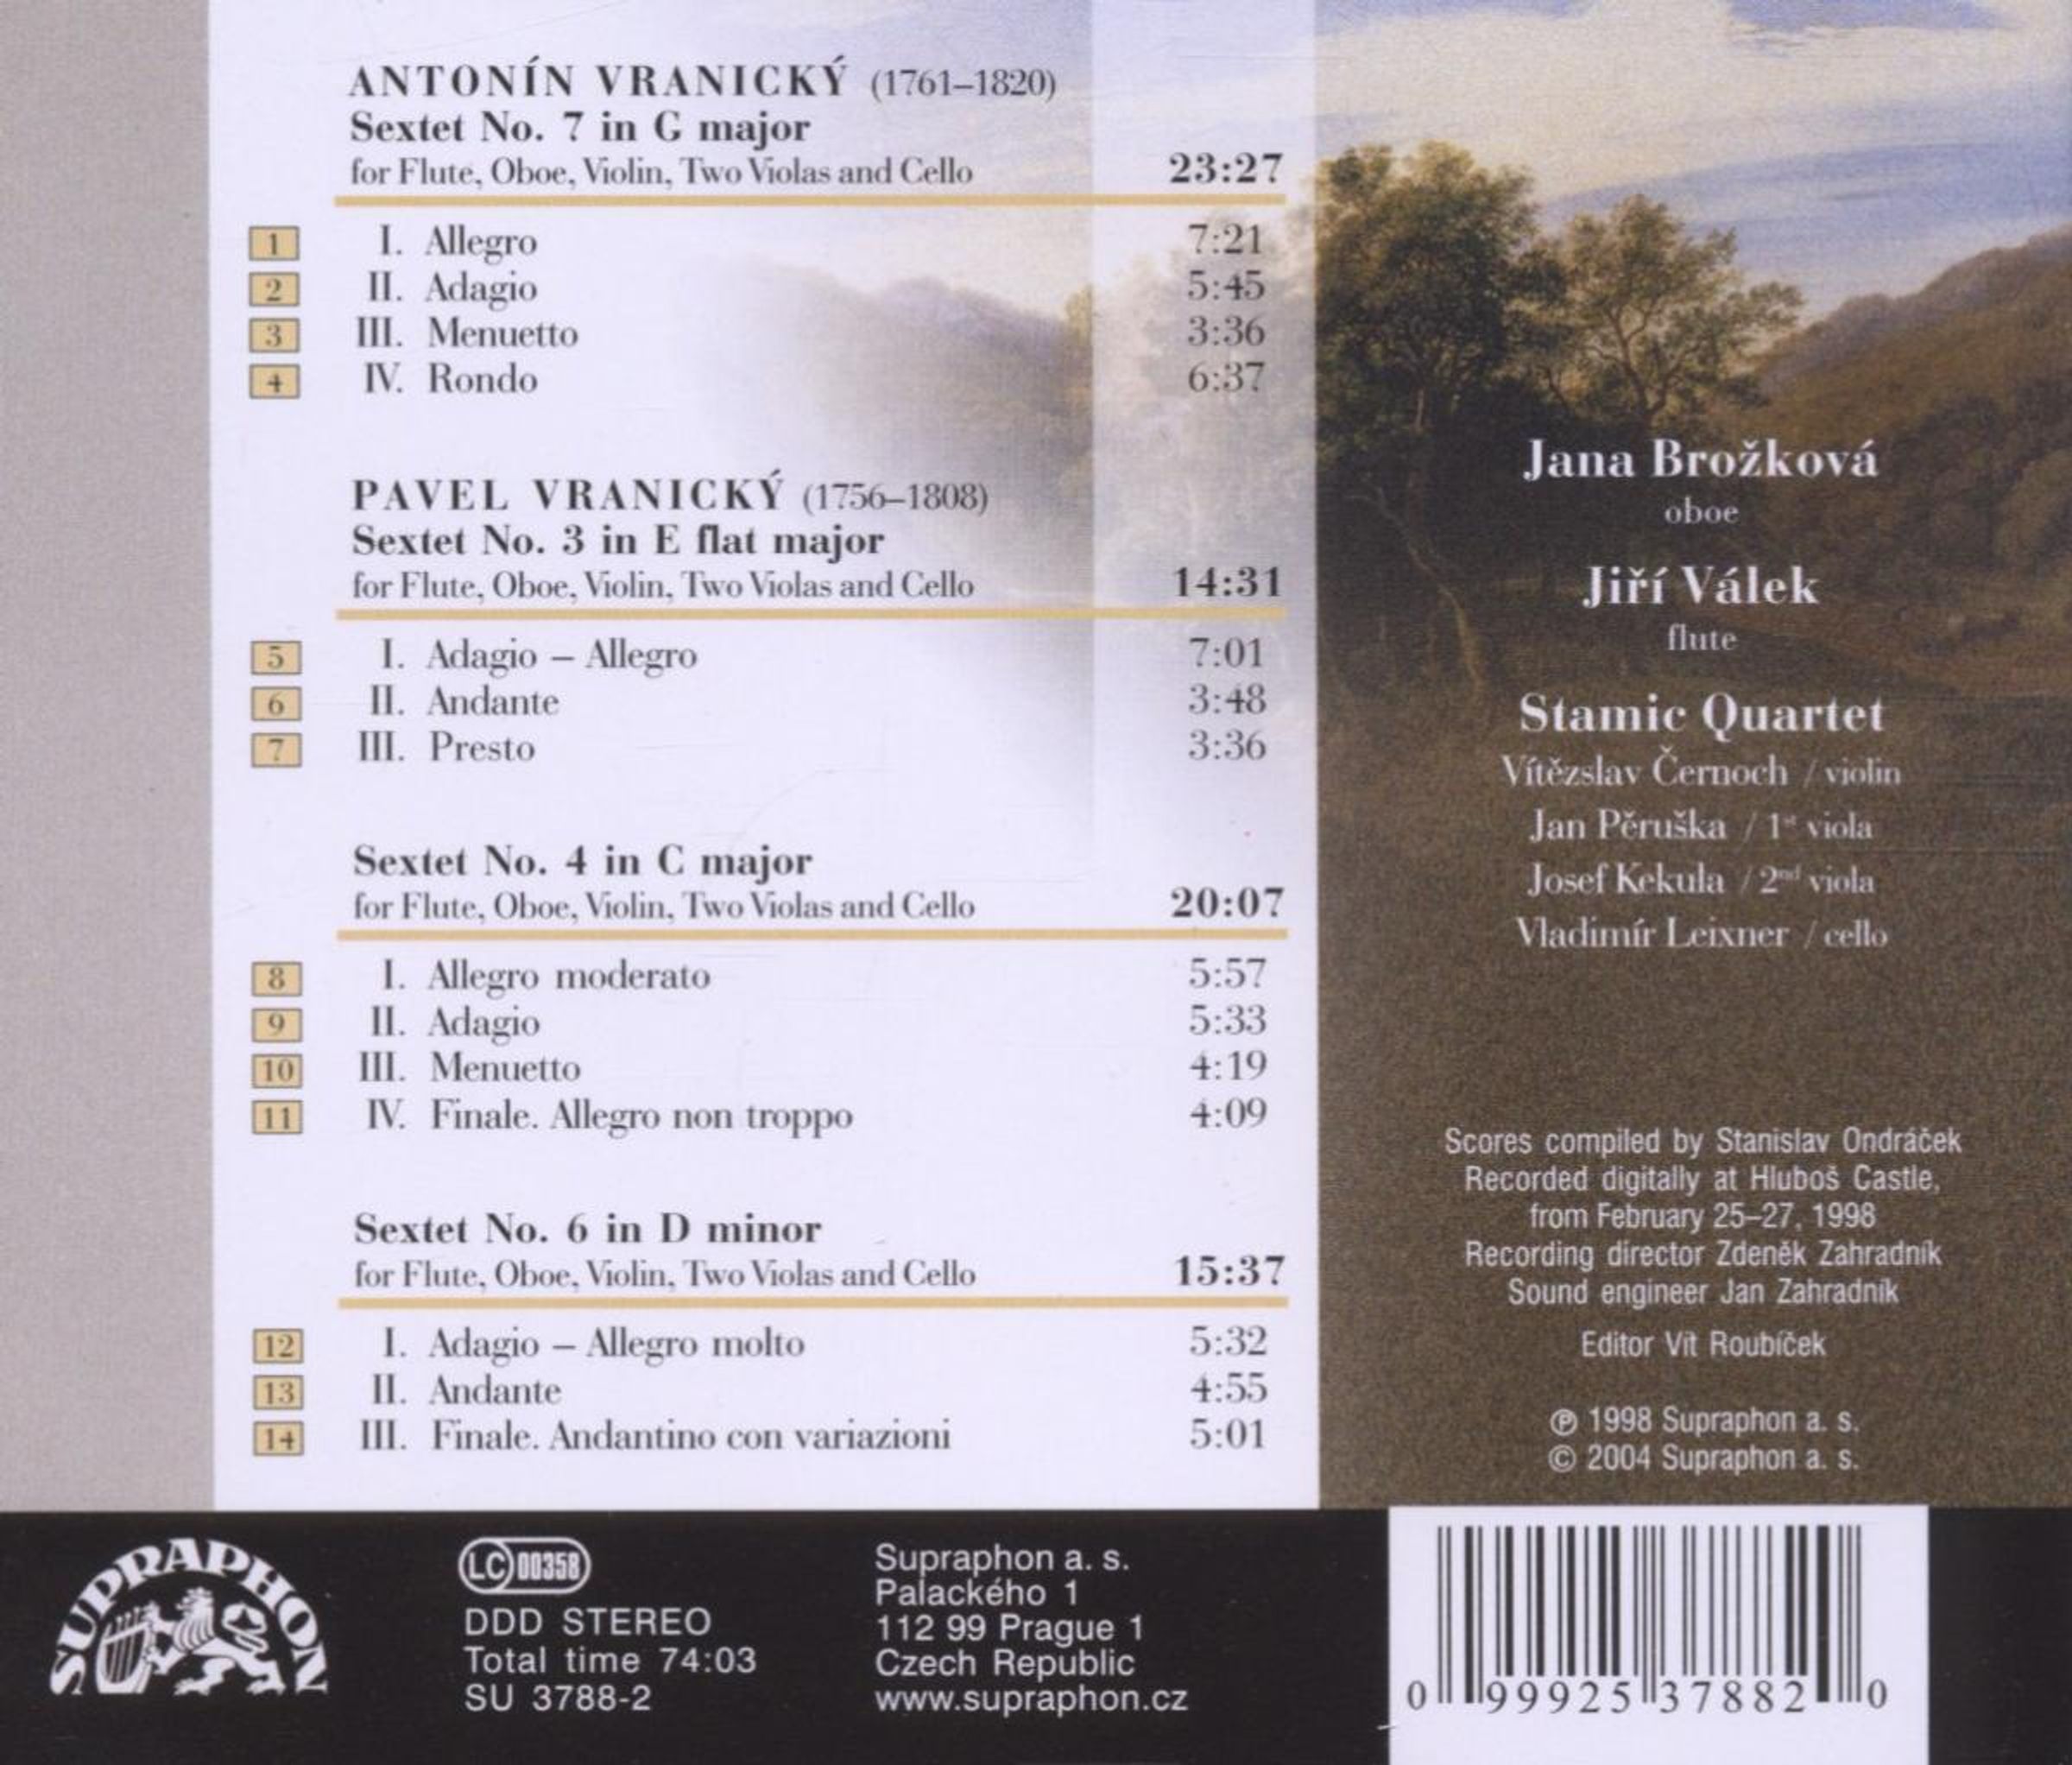 ANTONÍN VRANICKÝ (1761–1820)
Sextet No. 7 in G major
for Flute, Oboe, Violin, Two Violas and Cello 23:27
1 I. Allegro 7:21
2 II. Adagio 5:45
3 III. Menuetto 3:36
4 IV. Rondo 6:37
PAVEL VRANICKÝ (1756–1808)
Sextet No. 3 in E flat major
for Flute, Oboe, Violin, Two Violas and Cello 14:31
5 I. Adagio – Allegro 7:01
6 II. Andante 3:48
7 III. Presto 3:36
Sextet No. 4 in C major
for Flute, Oboe, Violin, Two Violas and Cello 20:07
8 I. Allegro moderato 5:57
9 II. Adagio 5:33
10 III. Menuetto 4:19
11 IV. Finale. Allegro non troppo 4:09
Sextet No. 6 in D minor
for Flute, Oboe, Violin, Two Violas and Cello 15:37
12 I. Adagio – Allegro molto 5:32
13 II. Andante 4:55
14 III. Finale. Andantino con variazioni 5:01
Jana Brožková
oboe
Jiří Válek
flute
Stamic Quartet
Vítězslav Černoch / violin
Jan Pěruška / 1st viola
Josef Kekula / 2nd viola
Vladimír Leixner / cello
Scores compiled by Stanislav Ondráček
Recorded digitally at Hluboš Castle,
from February 25–27, 1998
Recording director Zdeněk Zahradník
Sound engineer Jan Zahradník
Editor Vít Roubíček
℗ 1998 Supraphon a. s.
© 2004 Supraphon a. s.
SUPRAPHON
LC 00358
DDD STEREO
Total time 74:03
SU 3788-2
Supraphon a. s.
Palackého 1
112 99 Prague 1
Czech Republic
www.supraphon.cz
0 99925 37882 0